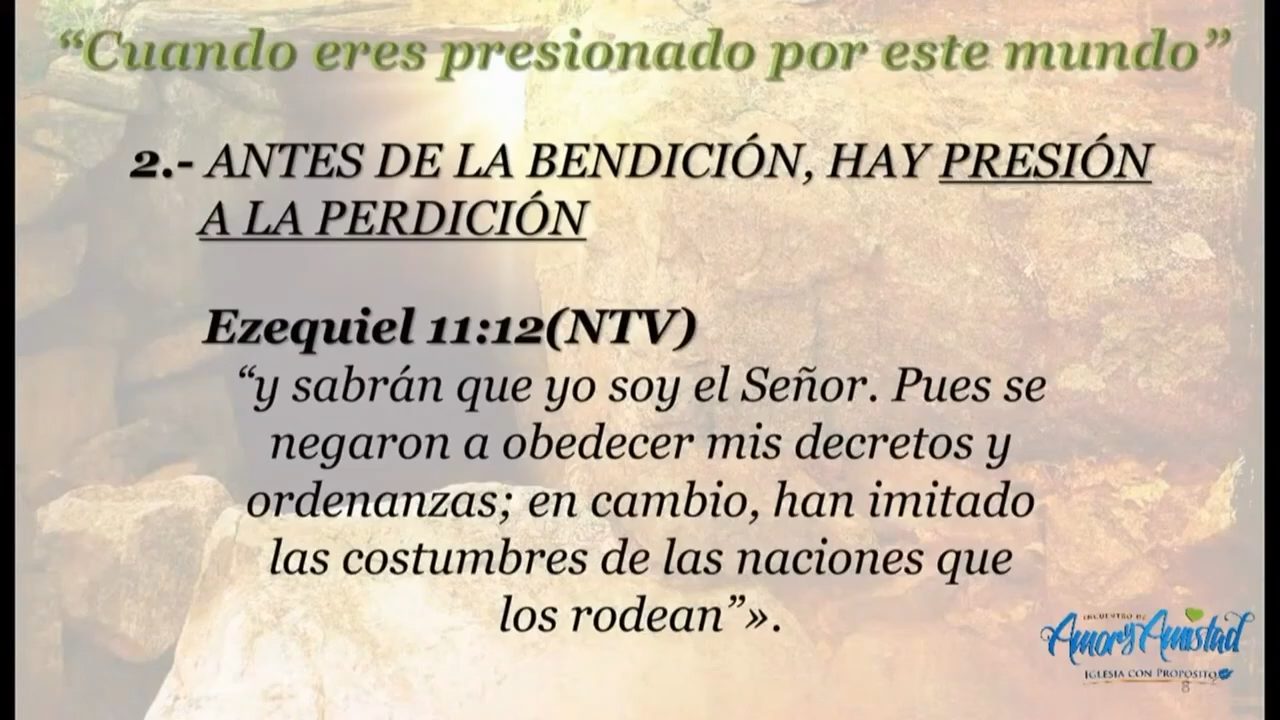 “Cuando eres presionado por este mundo”
2.- ANTES DE LA BENDICIÓN, HAY PRESIÓN
A LA PERDICIÓN
Ezequiel 11:12(NTV)
“y sabrán que yo soy el Señor. Pues se
negaron a obedecer mis decretos y
ordenanzas; en cambio, han imitado
las costumbres de las naciones que
los rodean”».
ENCUENTRO DE
Amor y Amistad
IGLESIA CON PROPOSITO
8